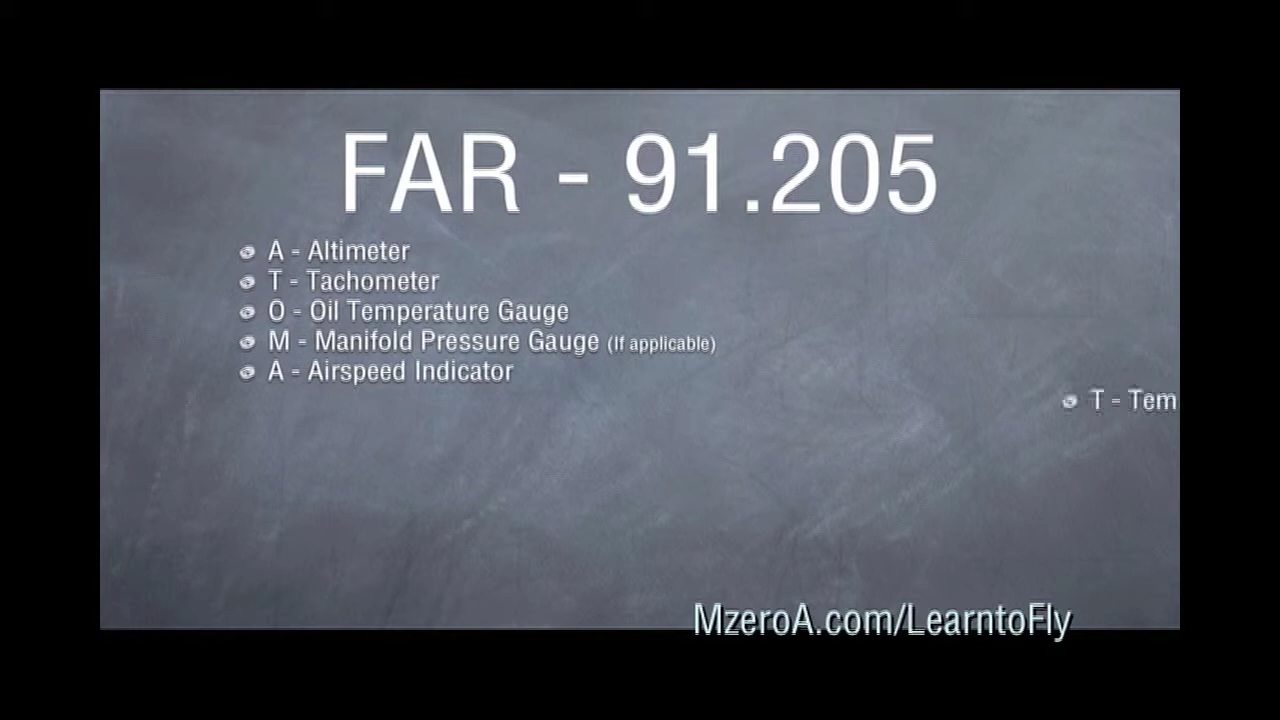 FAR - 91.205
A - Altimeter
T - Tachometer
O - Oil Temperature Gauge
M - Manifold Pressure Gauge (If applicable)
A - Airspeed Indicator
T - Tem
MzeroA.com/LearntoFly